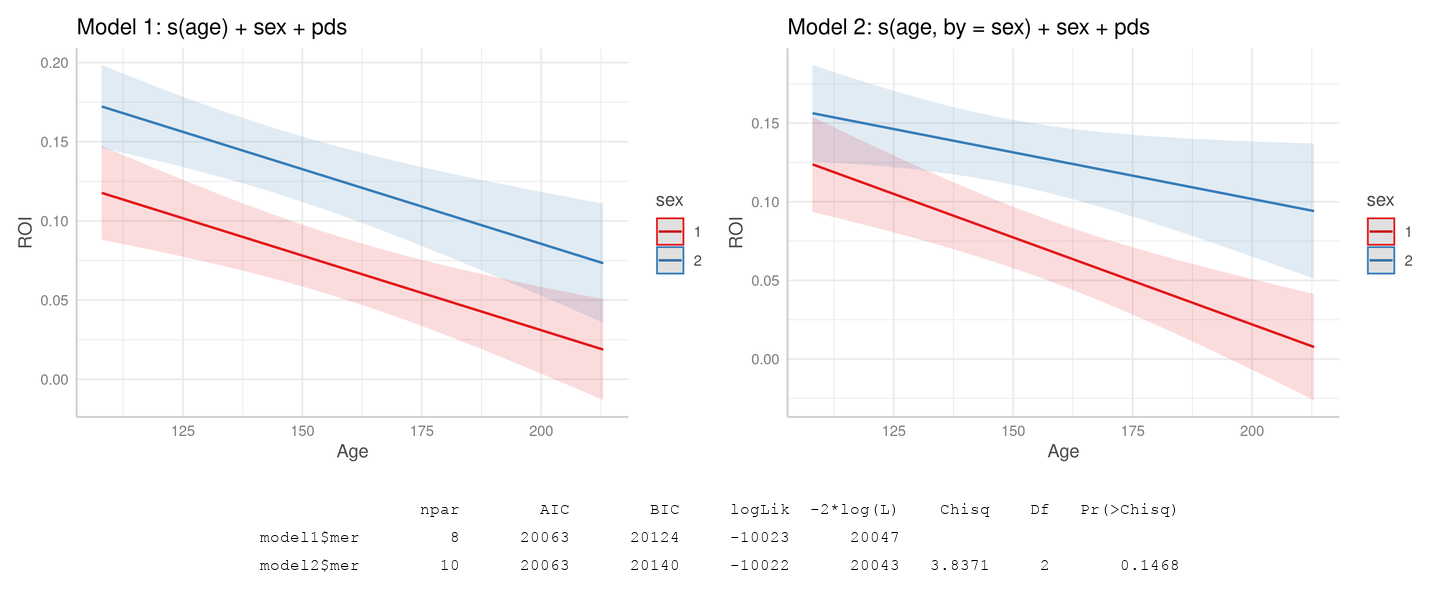 Model 1: s(age) + sex + pds
0.20
0.15
0.10
0.05
0.00
ROI
125 150 175 200
Age
sex
1
2
Model 2: s(age, by = sex) + sex + pds
0.15
0.10
0.05
0.00
ROI
125 150 175 200
Age
sex
1
2
npar AIC BIC logLik -2*log(L) Chisq Df Pr(>Chisq)
model1$mer 8 20063 20124 -10023 20047
model2$mer 10 20063 20140 -10022 20043 3.8371 2 0.1468